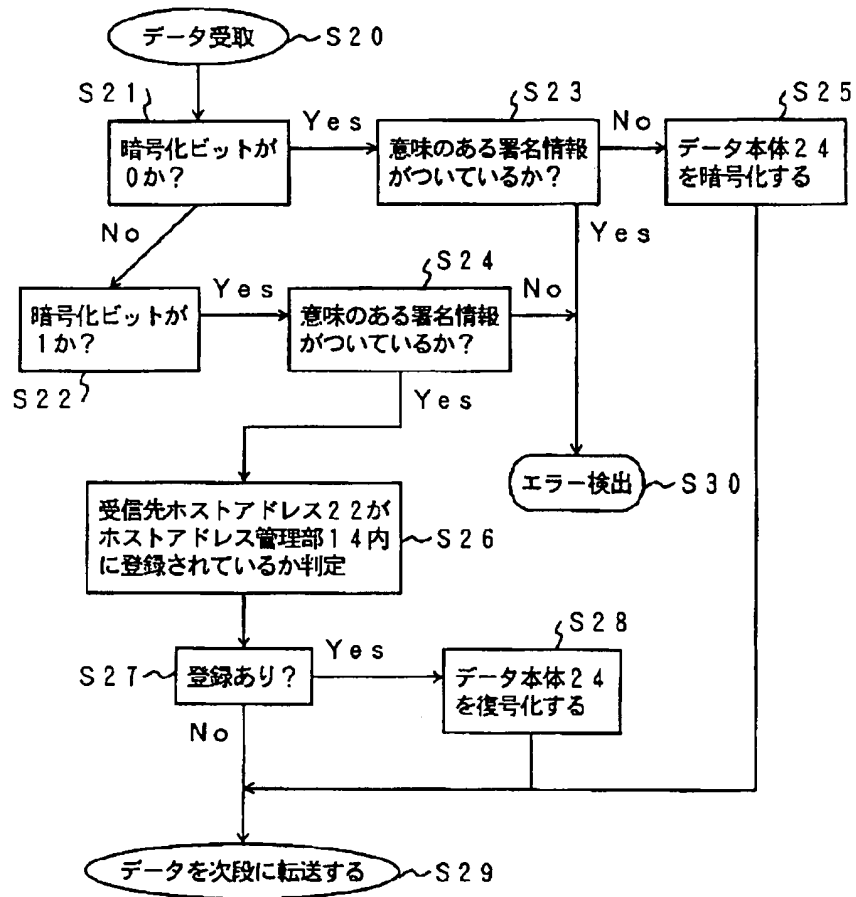 データ受取
S20
S21
暗号化ビットが
0か?
Yes
S23
意味のある署名情報
がついているか?
No
S25
データ本体24
を暗号化する
No
Yes
暗号化ビットが
1か?
S22
Yes
S24
意味のある署名情報
がついているか?
No
Yes
エラー検出
S30
受信先ホストアドレス22が
ホストアドレス管理部14内
に登録されているか判定
S26
S27
登録あり?
Yes
S28
データ本体24
を復号化する
No
データを次段に転送する
S29